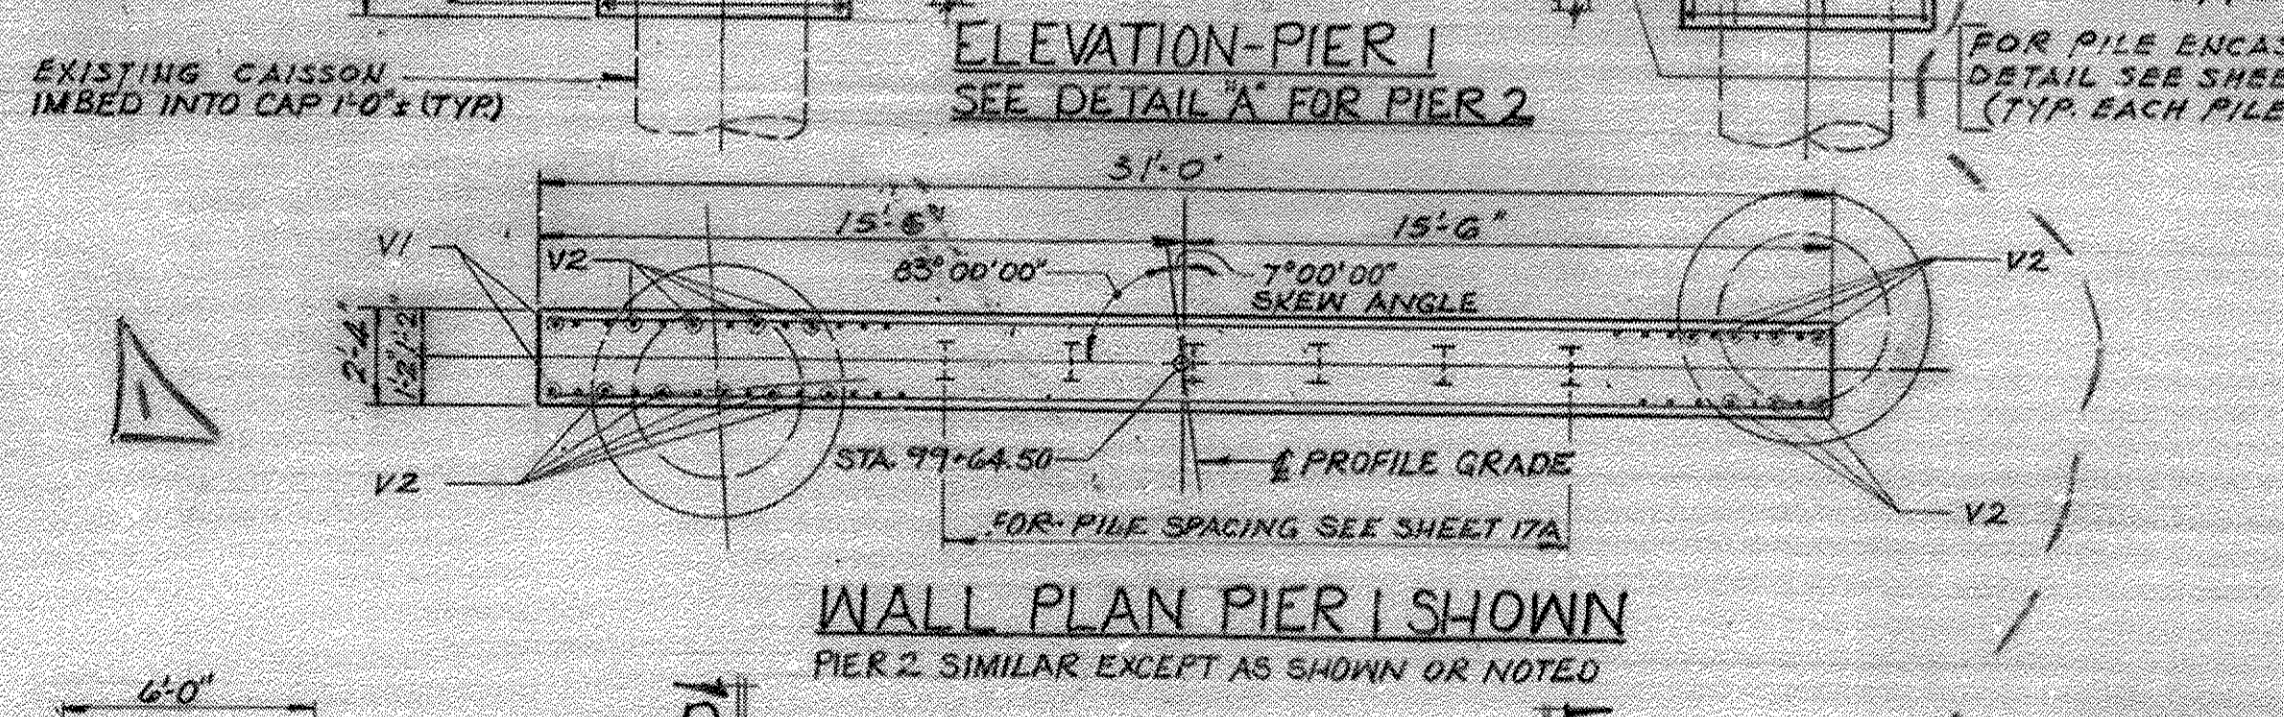 ELEVATION-PIER 1
SEE DETAIL "A" FOR PIER 2
EXISTING CAISSON
IMBED INTO CAP 1'-0"± (TYP.)
FOR PILE ENCAS
DETAIL SEE SHEE
(TYP. EACH PILE
31'-0"
15'-6"
15'-6"
V1
V2
83°00'00"
7°00'00"
SKEW ANGLE
V2
2'-4"
1'-2"
1'-2"
1
STA. 99+64.50
℄ PROFILE GRADE
V2
V2
FOR PILE SPACING SEE SHEET 17A
WALL PLAN PIER 1 SHOWN
PIER 2 SIMILAR EXCEPT AS SHOWN OR NOTED
6'-0"